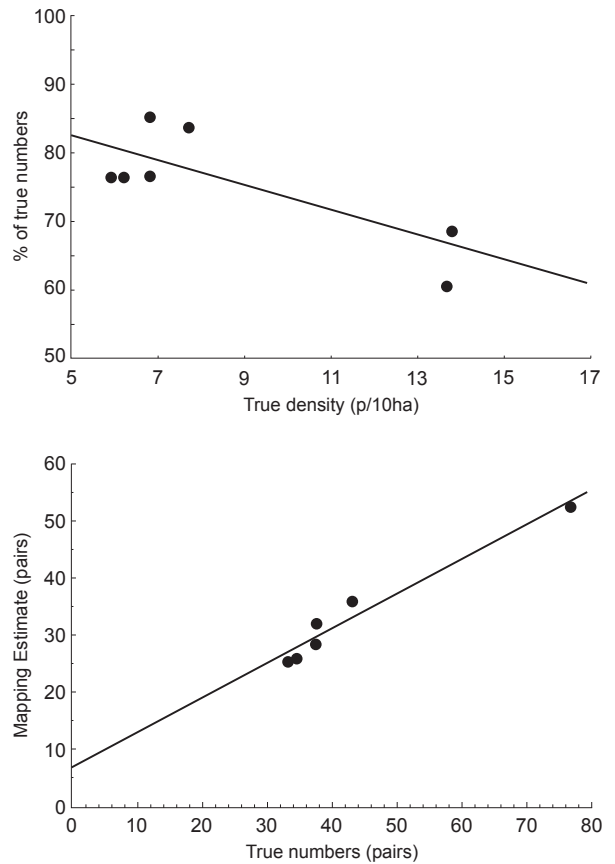 100
90
80
70
60
50
% of true numbers
5 7 9 11 13 15 17
True density (p/10ha)
60
50
40
30
20
10
0
Mapping Estimate (pairs)
0 10 20 30 40 50 60 70 80
True numbers (pairs)